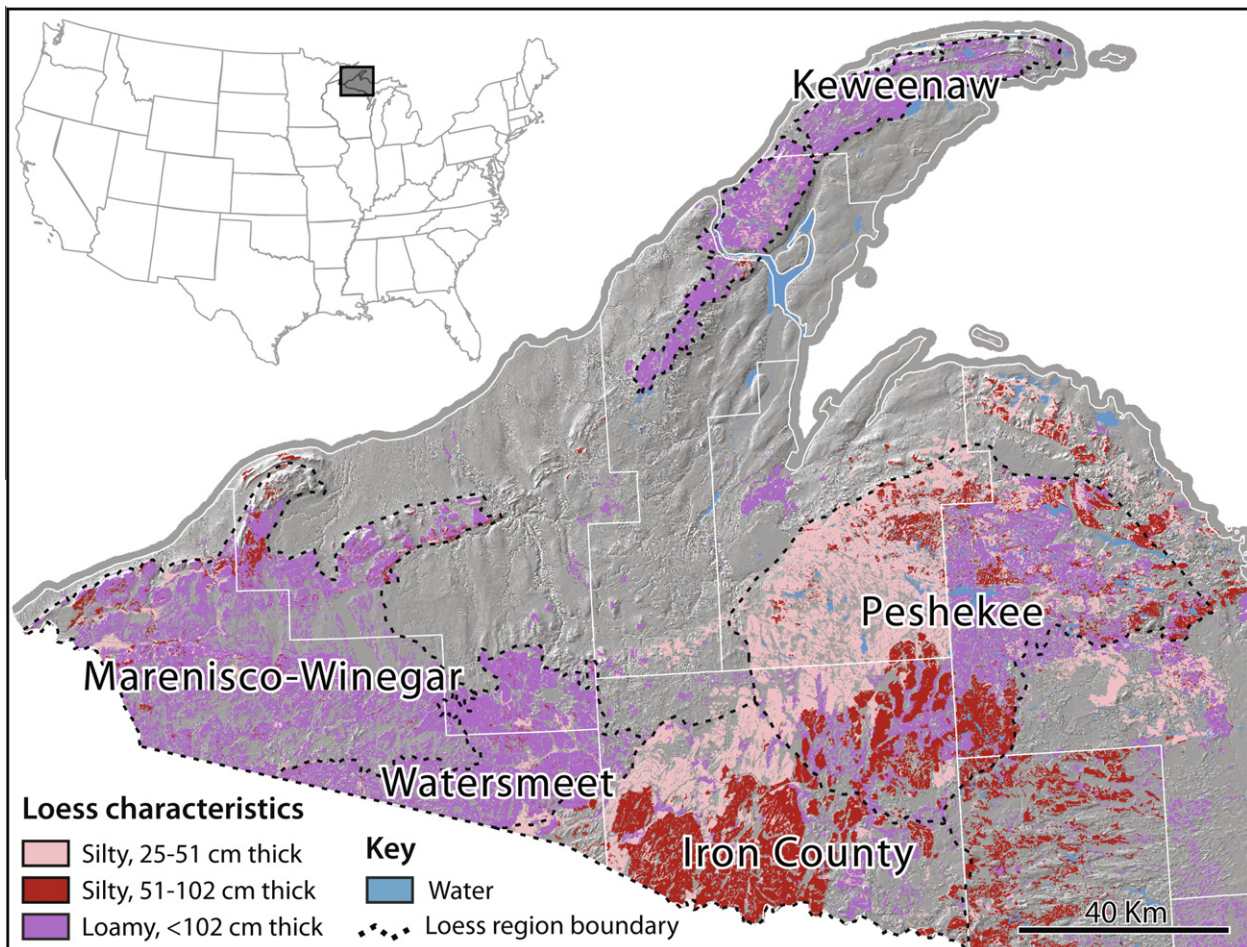 Keweenaw
Peshekee
Marenisco-Winegar
Watersmeet
Iron County
Loess characteristics
Silty, 25-51 cm thick
Silty, 51-102 cm thick
Loamy, <102 cm thick
Key
Water
Loess region boundary
40 Km